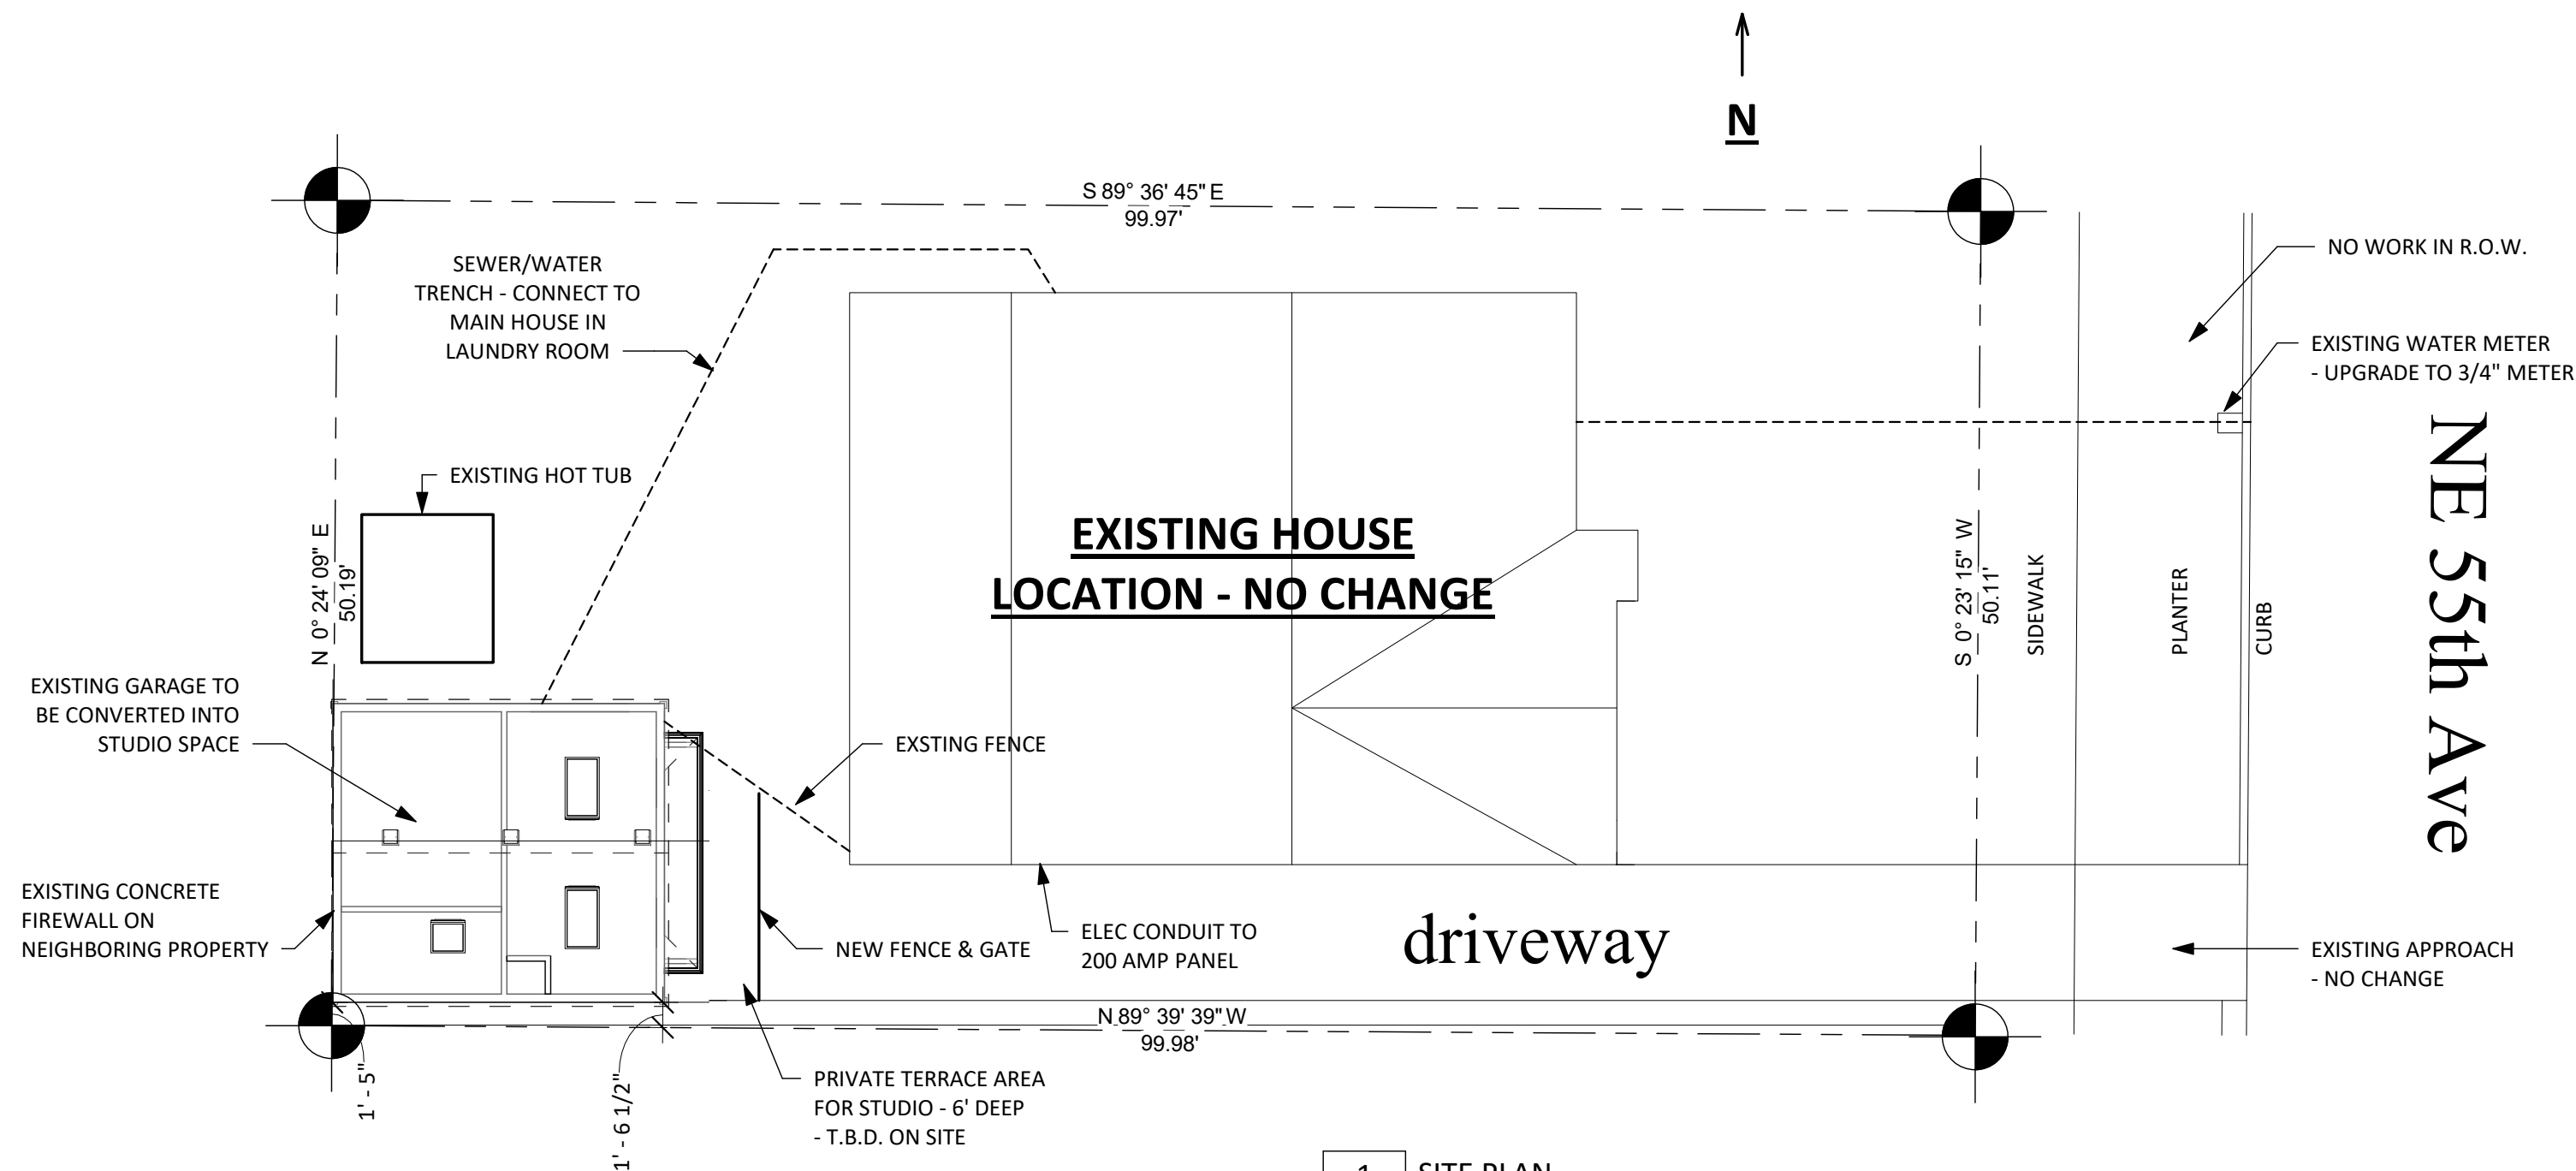 N
S 89° 36' 45" E
99.97'
SEWER/WATER
TRENCH - CONNECT TO
MAIN HOUSE IN
LAUNDRY ROOM
NO WORK IN R.O.W.
EXISTING WATER METER
- UPGRADE TO 3/4" METER
EXISTING HOT TUB
N 0° 24' 09" E
50.19'
EXISTING HOUSE
LOCATION - NO CHANGE
S 0° 23' 15" W
50.11'
SIDEWALK
PLANTER
CURB
NE 55th Ave
EXISTING GARAGE TO
BE CONVERTED INTO
STUDIO SPACE
EXSTING FENCE
EXISTING CONCRETE
FIREWALL ON
NEIGHBORING PROPERTY
NEW FENCE & GATE
ELEC CONDUIT TO
200 AMP PANEL
driveway
EXISTING APPROACH
- NO CHANGE
N 89° 39' 39" W
99.98'
1' - 5"
1' - 6 1/2"
PRIVATE TERRACE AREA
FOR STUDIO - 6' DEEP
- T.B.D. ON SITE
1 SITE PLAN